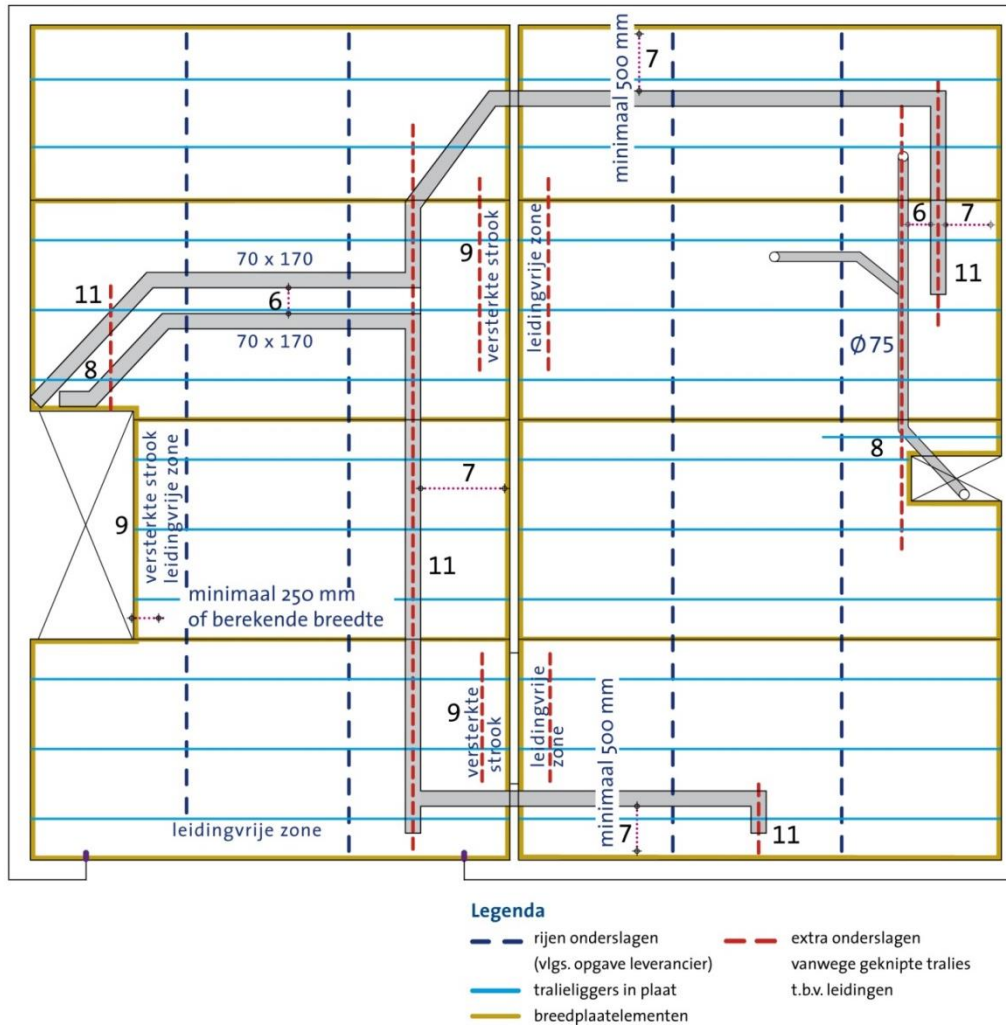 minimaal 500 mm
7
70 x 170
6
70 x 170
11
8
9
versterkte strook
leidingvrije zone
6
7
11
Ø75
8
9
versterkte strook
leidingvrije zone
7
11
minimaal 250 mm
of berekende breedte
9
versterkte
strook
leidingvrije
zone
minimaal 500 mm
7
11
leidingvrije zone
Legenda
rijen onderslagen
(vlgs. opgave leverancier)
tralieliggers in plaat
breedplaatelementen
extra onderslagen
vanwege geknipte tralies
t.b.v. leidingen